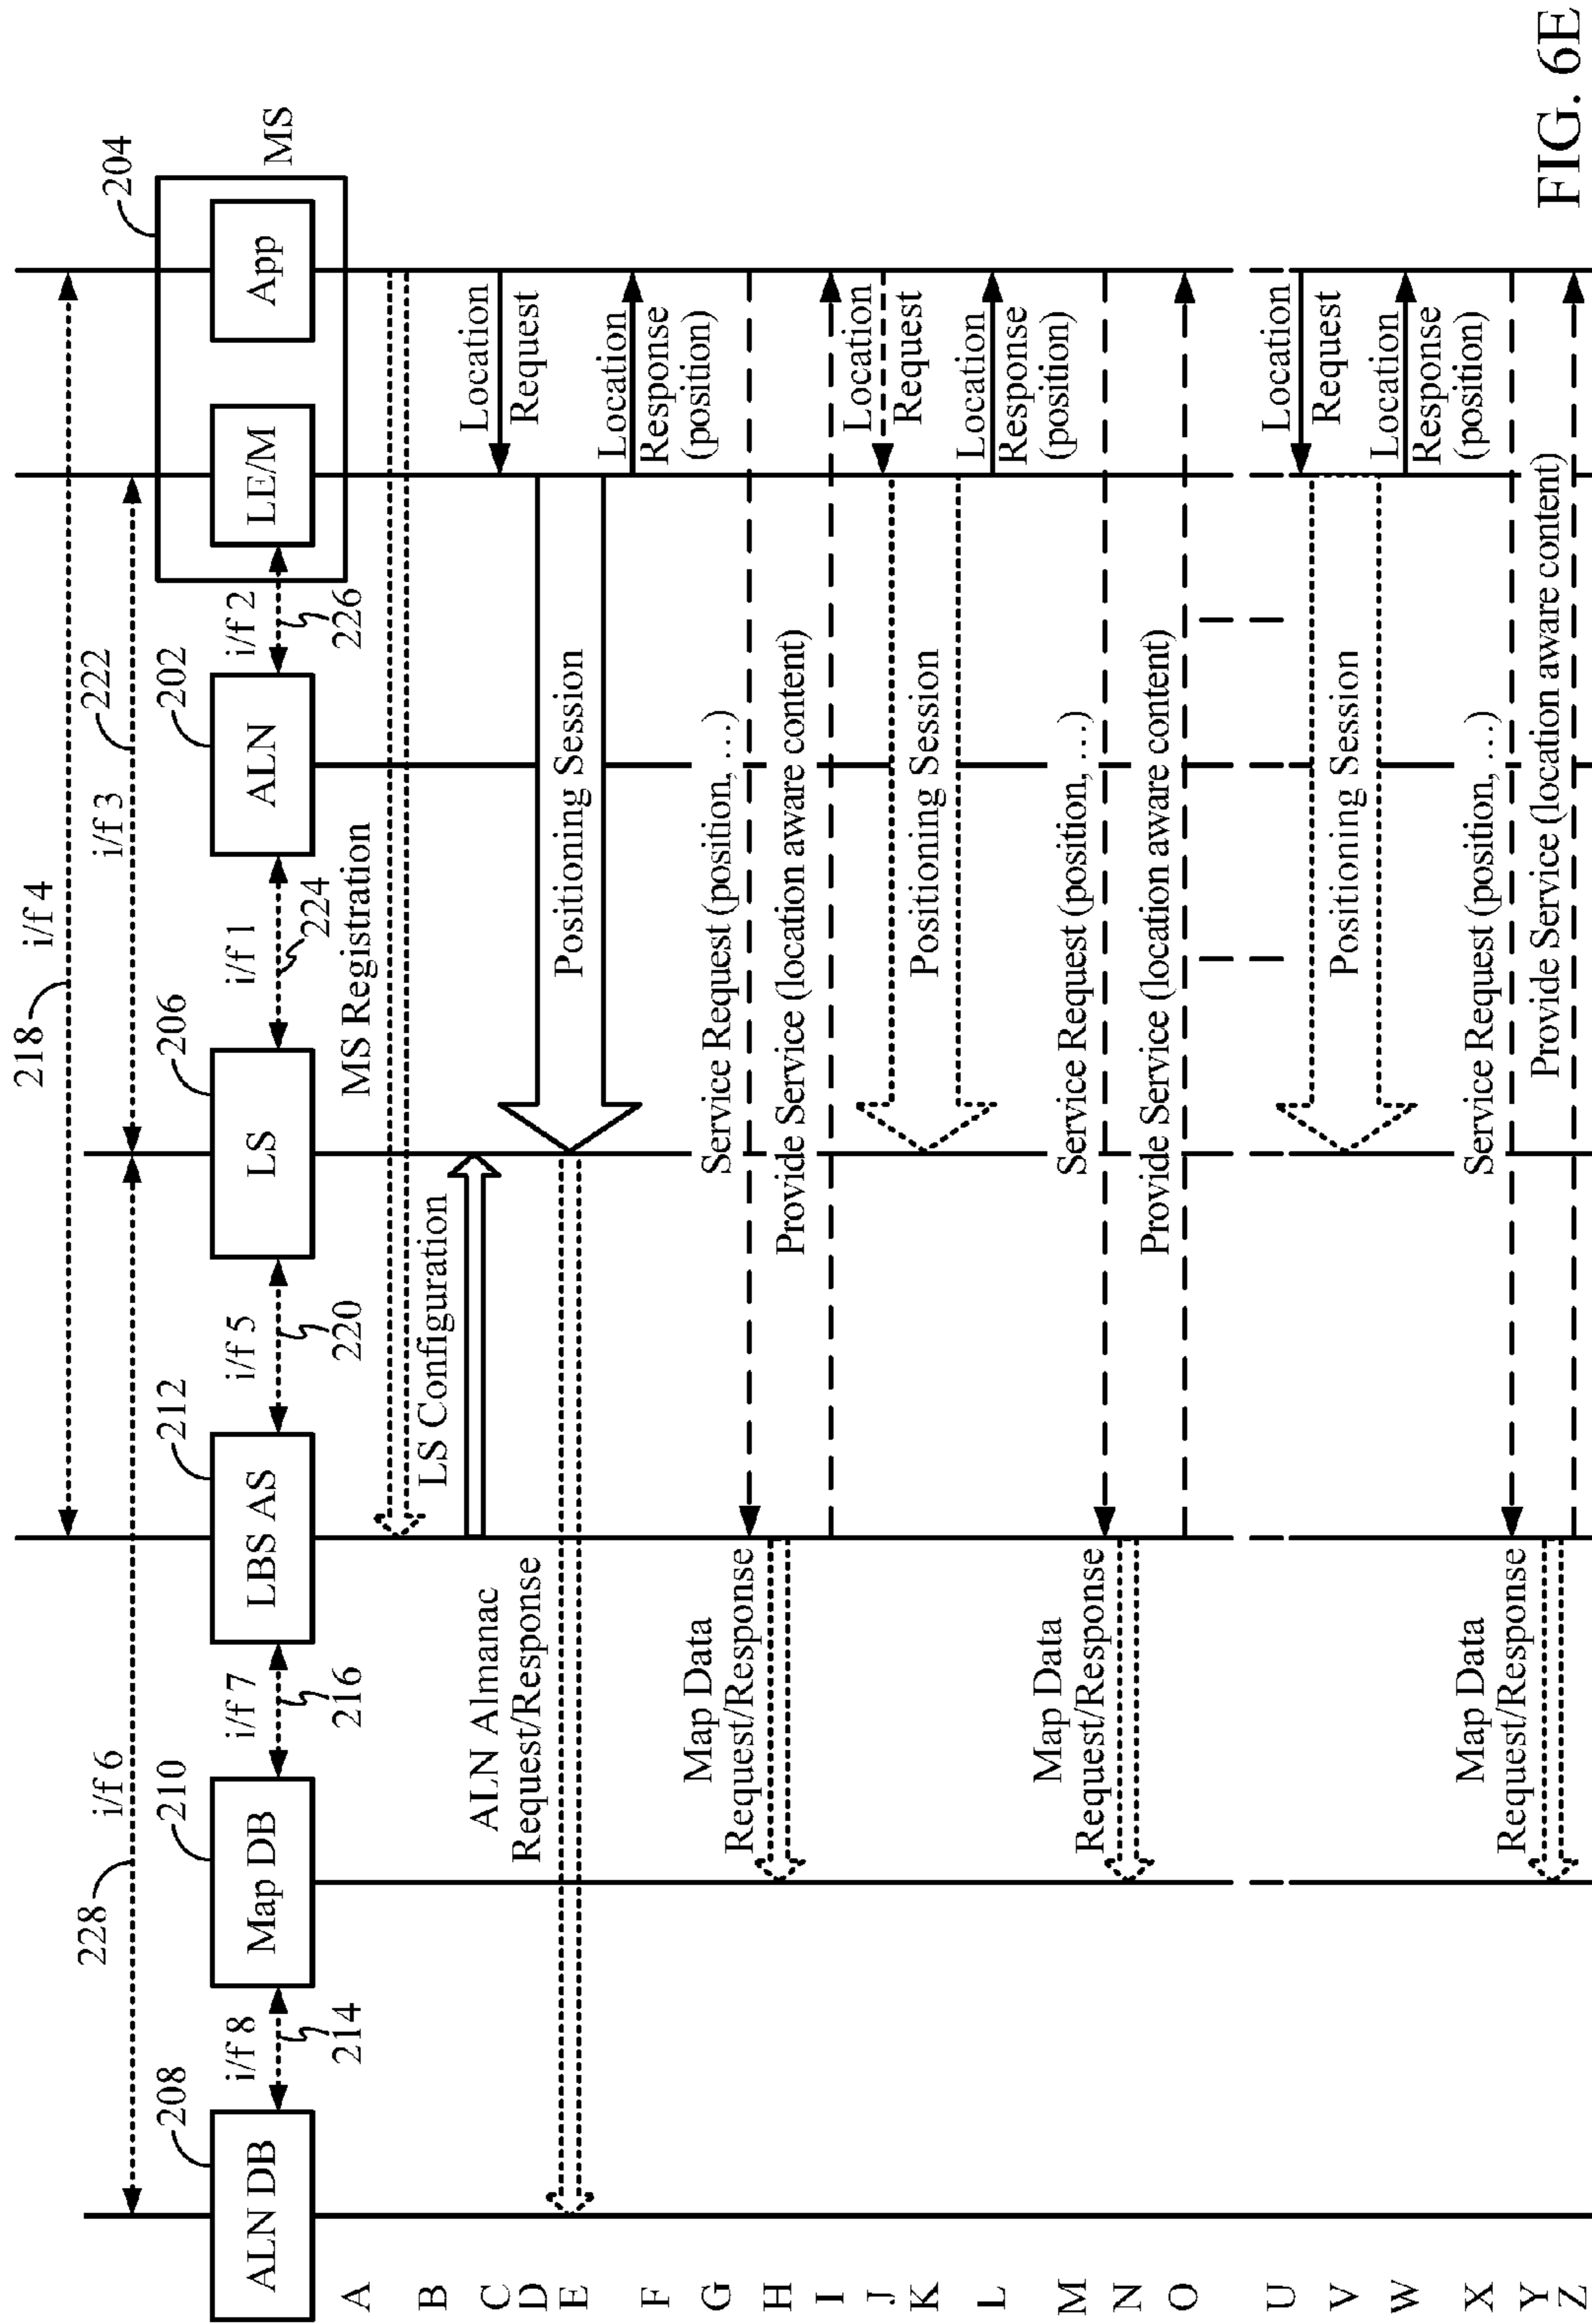 218
i/f 4
228
i/f 6
222
i/f 3
208
210
212
206
202
204
ALN DB
i/f 8
214
Map DB
i/f 7
216
LBS AS
i/f 5
220
LS
i/f 1
224
ALN
i/f 2
226
LE/M
App
MS
A
MS Registration
B
LS Configuration
C
Location
Request
D
ALN Almanac
Request/Response
E
Positioning Session
F
Location
Response
(position)
G
Service Request (position, …)
H
Map Data
Request/Response
I
Provide Service (location aware content)
J
Location
Request
K
Positioning Session
L
Location
Response
(position)
M
Service Request (position, …)
N
Map Data
Request/Response
O
Provide Service (location aware content)
U
Location
Request
V
Positioning Session
W
Location
Response
(position)
X
Service Request (position, …)
Y
Map Data
Request/Response
Z
Provide Service (location aware content)
FIG. 6E